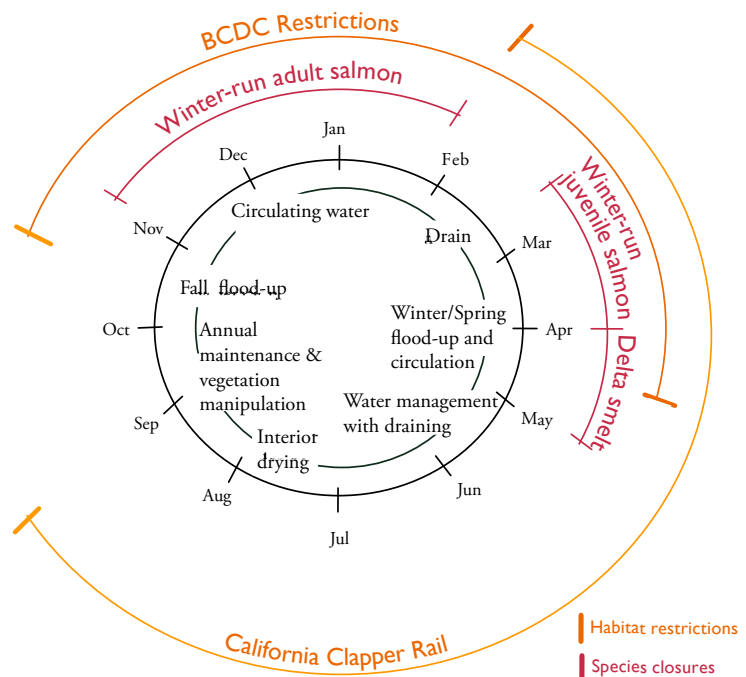 BCDC Restrictions
Winter-run adult salmon
Jan
Dec
Feb
Winter-run
juvenile salmon
Circulating water
Nov
Drain
Mar
Fall flood-up
Winter/Spring
flood-up and
circulation
Oct
Annual
maintenance &
vegetation
manipulation
Apr
Delta smelt
Water management
with draining
Sep
May
Interior
drying
Aug
Jun
Jul
California Clapper Rail
Habitat restrictions
Species closures